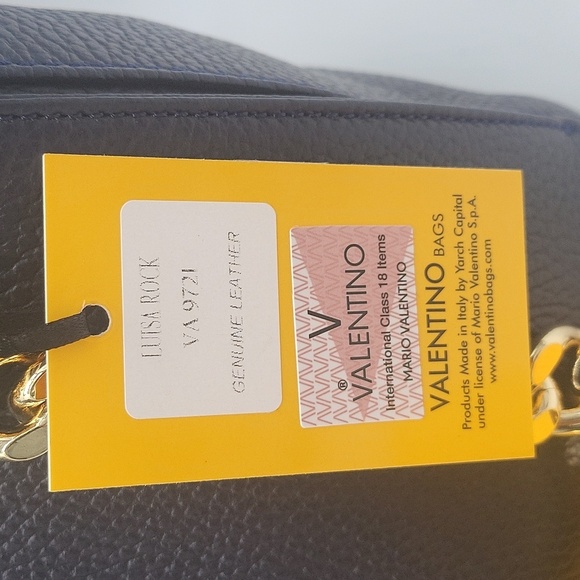 LUISA ROCK
VA 9721
GENUINE LEATHER
V
® VALENTINO
International Class 18 Items
MARIO VALENTINO
VALENTINO BAGS
Products Made in Italy by Yarch Capital
under license of Mario Valentino S.p.A.
www.valentinobags.com